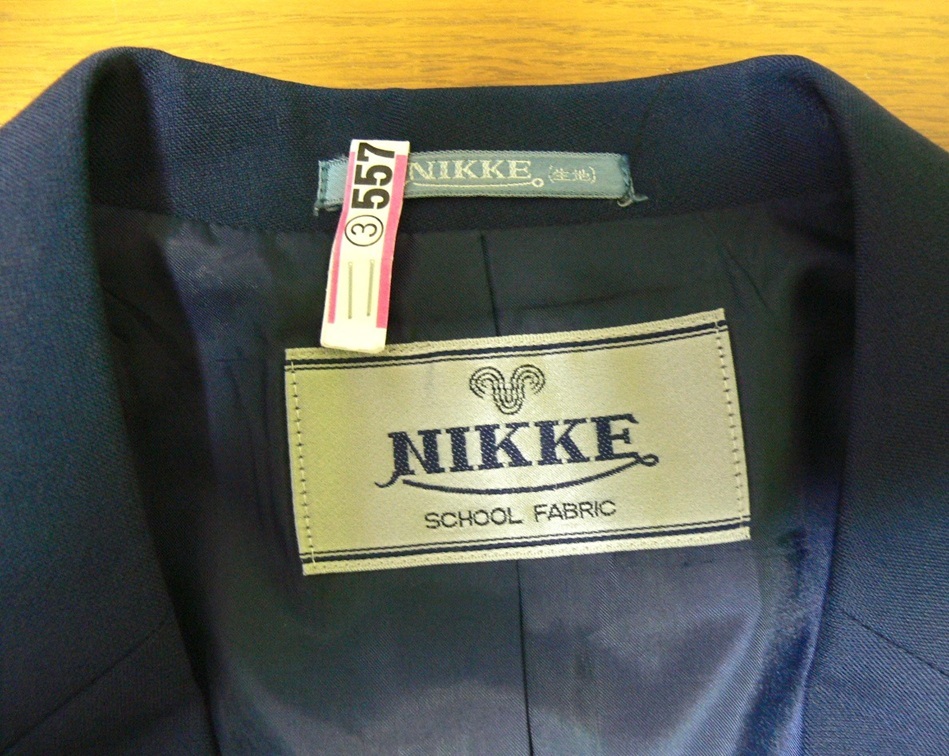 ③557
NIKKE (生地)
NIKKE
SCHOOL FABRIC